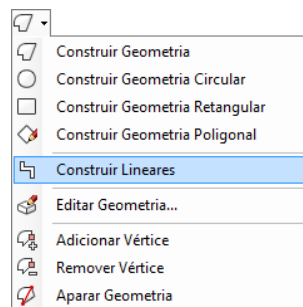 Construir Geometria
Construir Geometria Circular
Construir Geometria Retangular
Construir Geometria Poligonal
Construir Lineares
Editar Geometria...
Adicionar Vértice
Remover Vértice
Aparar Geometria